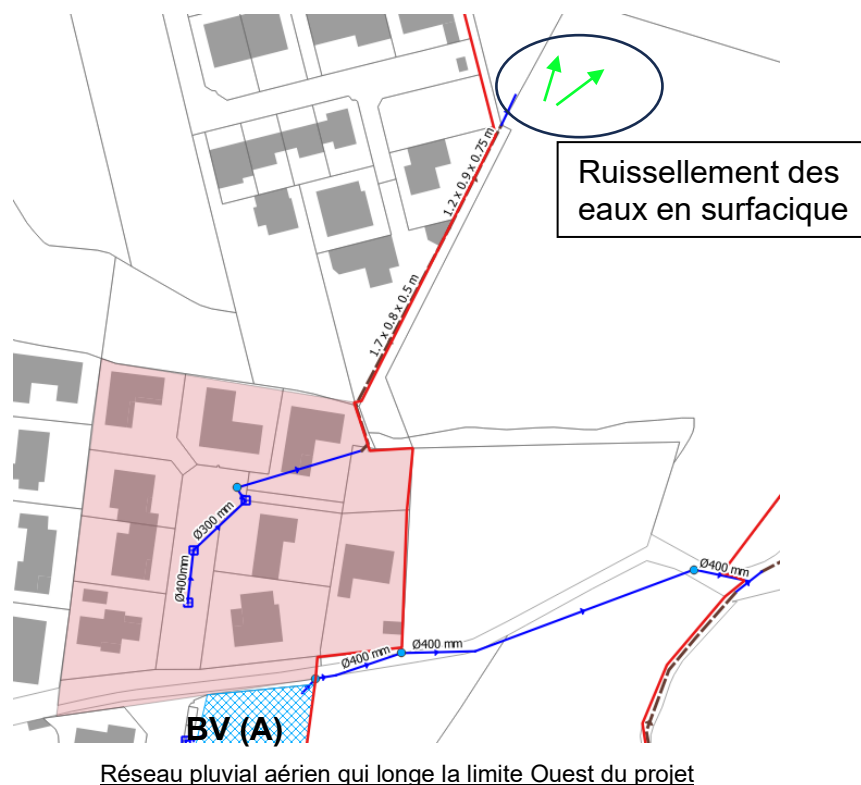 Ruissellement des
eaux en surfacique
1.2 x 0.9 x 0.75 m
1.7 x 0.8 x 0.5 m
Ø300 mm
Ø400mm
Ø400 mm
Ø400 mm
Ø400 mm
BV (A)
Réseau pluvial aérien qui longe la limite Ouest du projet